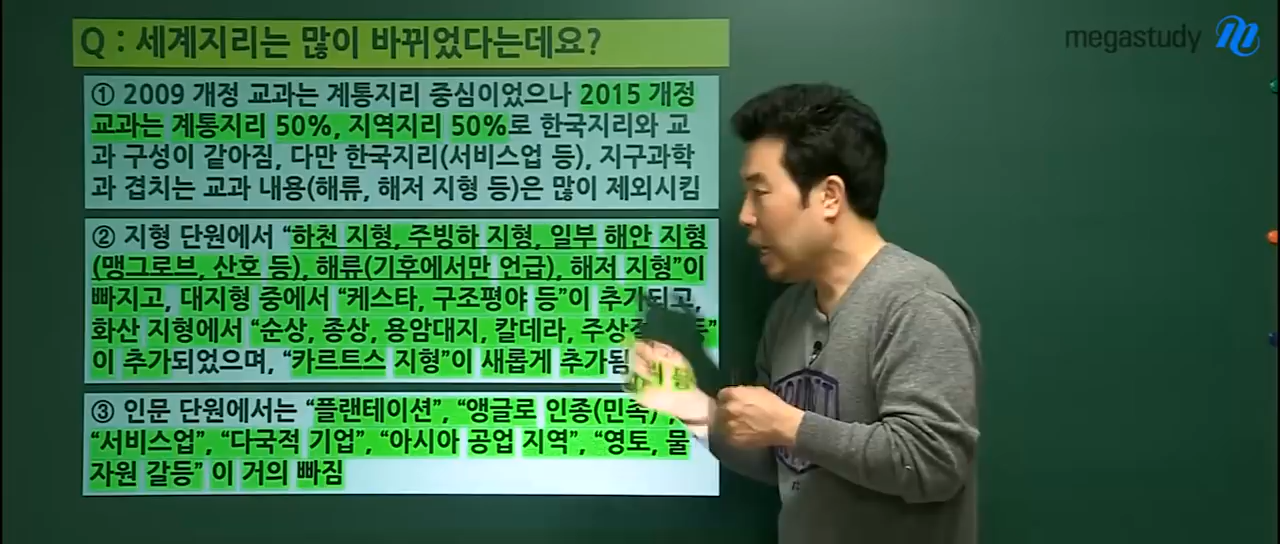 Q : 세계지리는 많이 바뀌었다는데요?
megastudy
① 2009 개정 교과는 계통지리 중심이었으나 2015 개정
교과는 계통지리 50%, 지역지리 50%로 한국지리와 교
과 구성이 같아짐, 다만 한국지리(서비스업 등), 지구과학
과 겹치는 교과 내용(해류, 해저 지형 등)은 많이 제외시킴
② 지형 단원에서 “하천 지형, 주빙하 지형, 일부 해안 지형
(맹그로브, 산호 등), 해류(기후에서만 언급), 해저 지형”이
빠지고, 대지형 중에서 “케스타, 구조평야 등”이 추가되고,
화산 지형에서 “순상, 종상, 용암대지, 칼데라,
이 추가되었으며, “카르트스 지형”이 새롭게 추가됨
③ 인문 단원에서는 “플랜테이션”, “앵글로 인종(민족)”,
“서비스업”, “다국적 기업”, “아시아 공업 지역”, “영토, 물
자원 갈등” 이 거의 빠짐